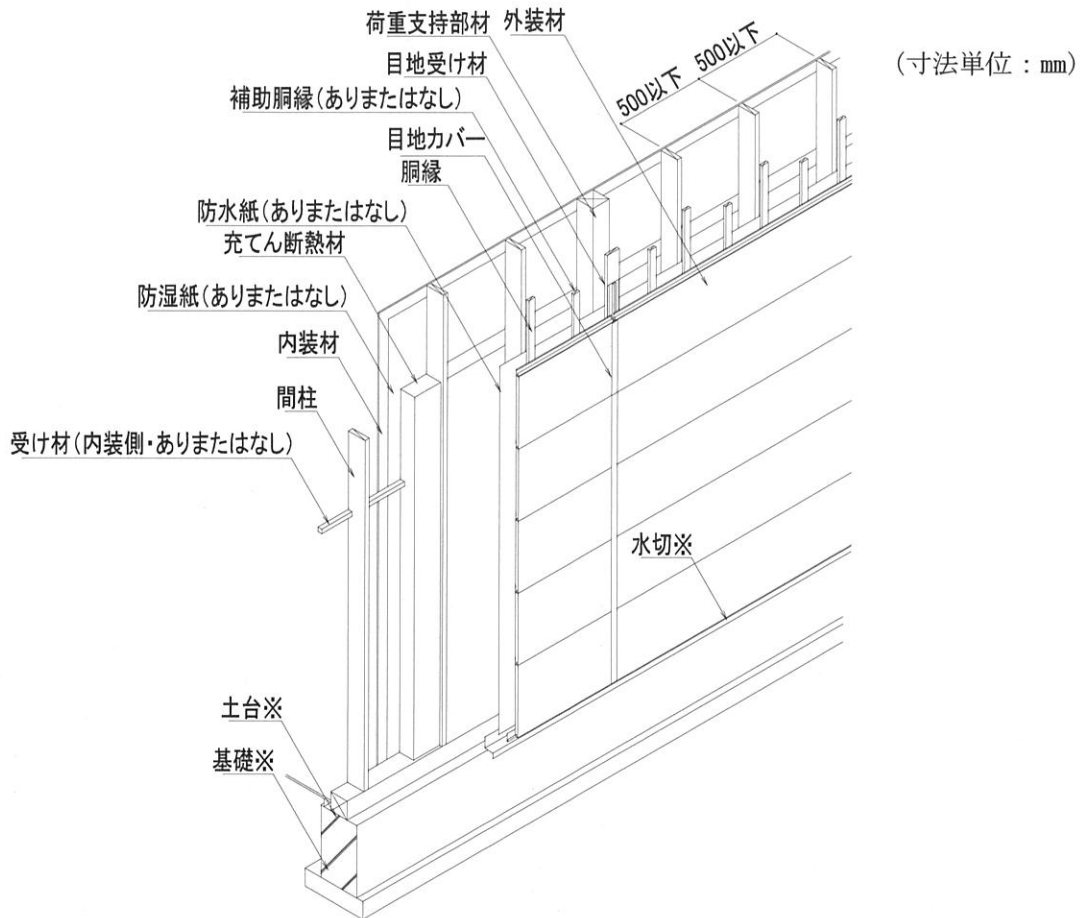 荷重支持部材
外装材
目地受け材
補助胴縁(ありまたはなし)
目地カバー
胴縁
防水紙(ありまたはなし)
充てん断熱材
防湿紙(ありまたはなし)
内装材
間柱
受け材(内装側・ありまたはなし)
500以下
500以下
(寸法単位:mm)
水切※
土台※
基礎※